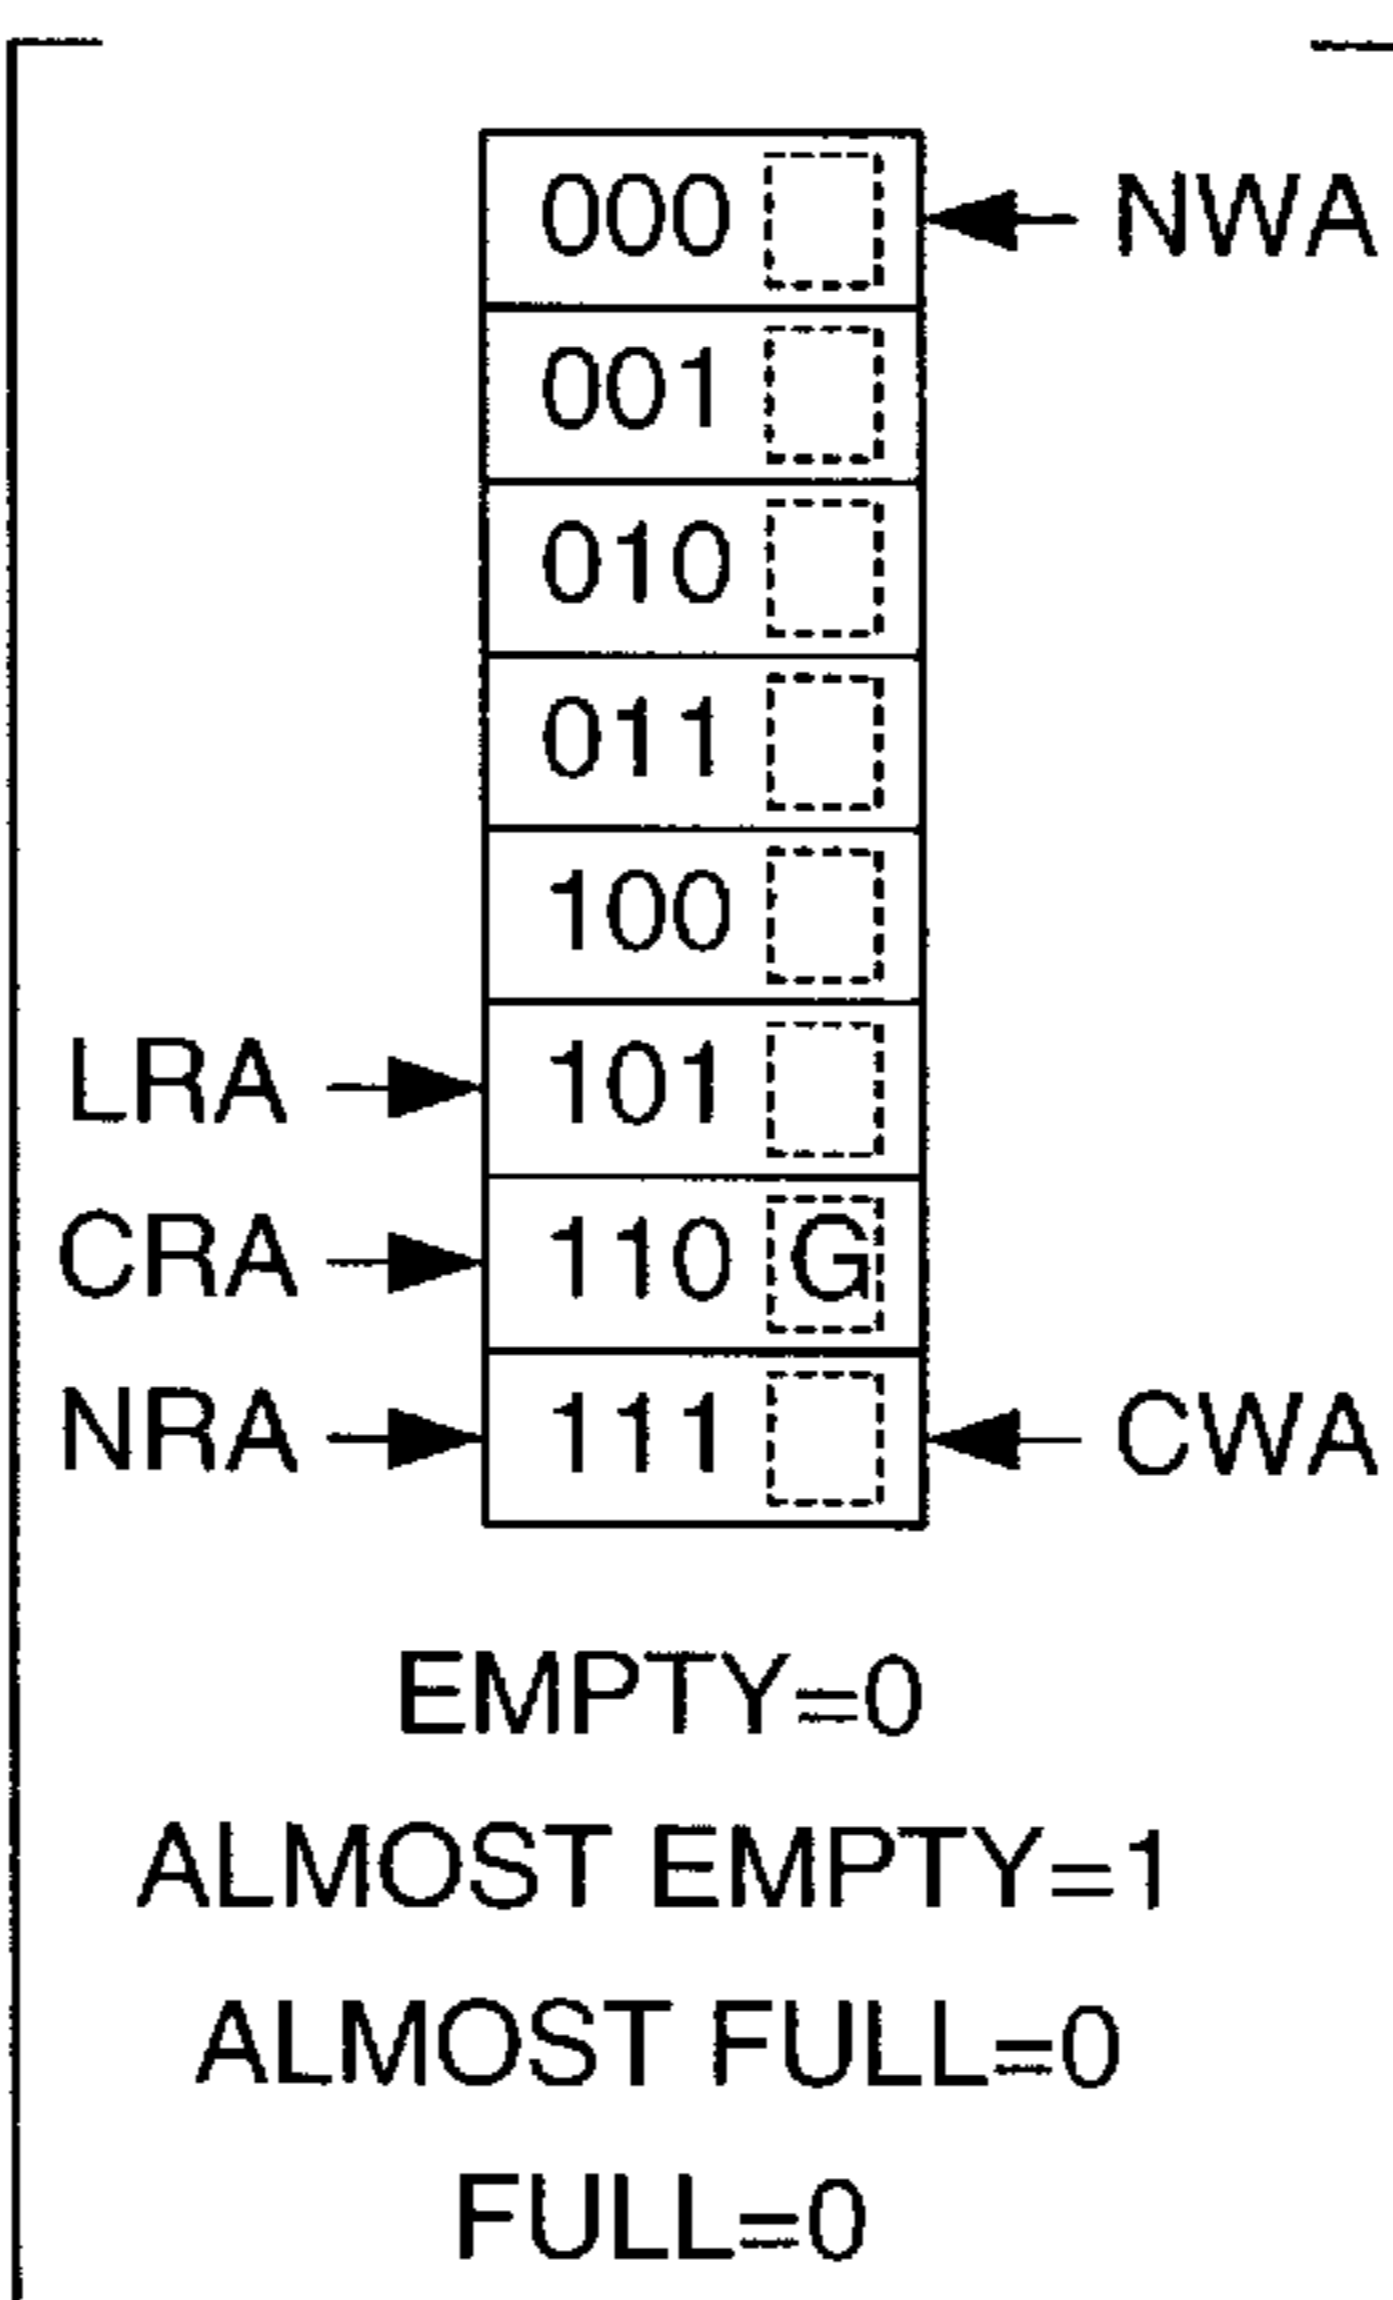 000 NWA
001
010
011
100
LRA 101
CRA 110 G
NRA 111 CWA
EMPTY=0
ALMOST EMPTY=1
ALMOST FULL=0
FULL=0